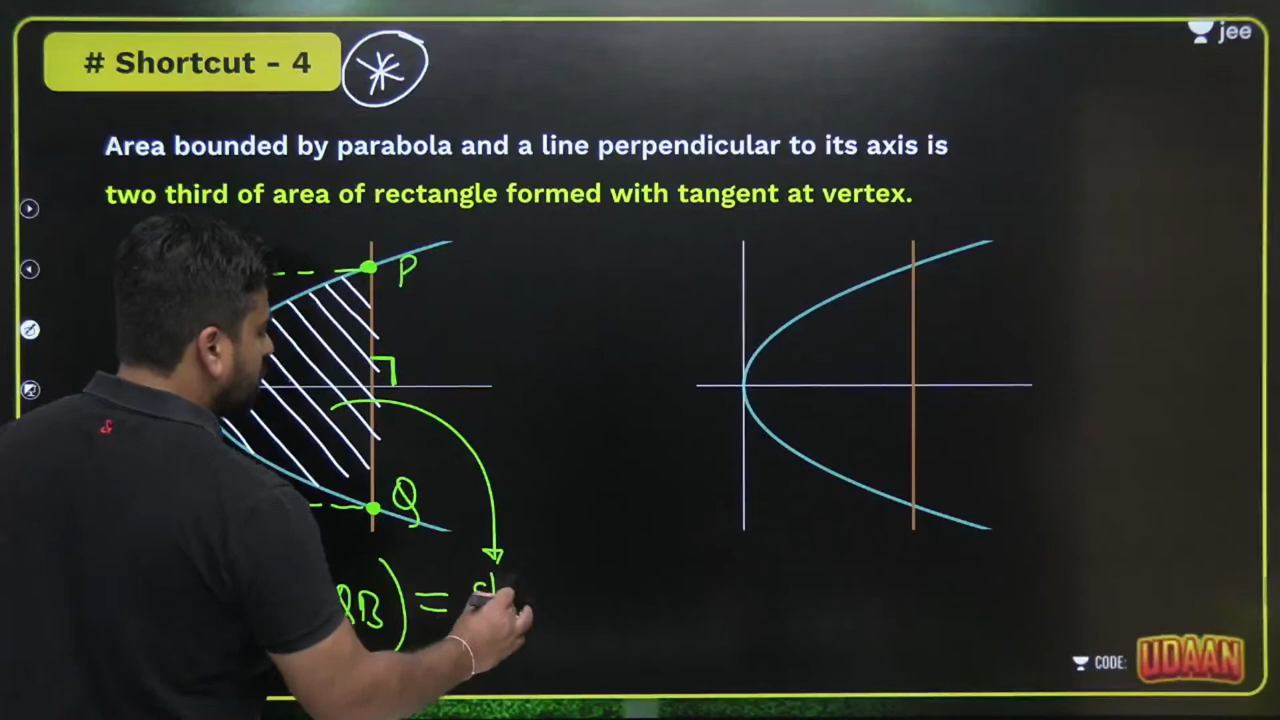 # Shortcut - 4
jee
Area bounded by parabola and a line perpendicular to its axis is
two third of area of rectangle formed with tangent at vertex.
P
Q
B) =
CODE: UDAAN